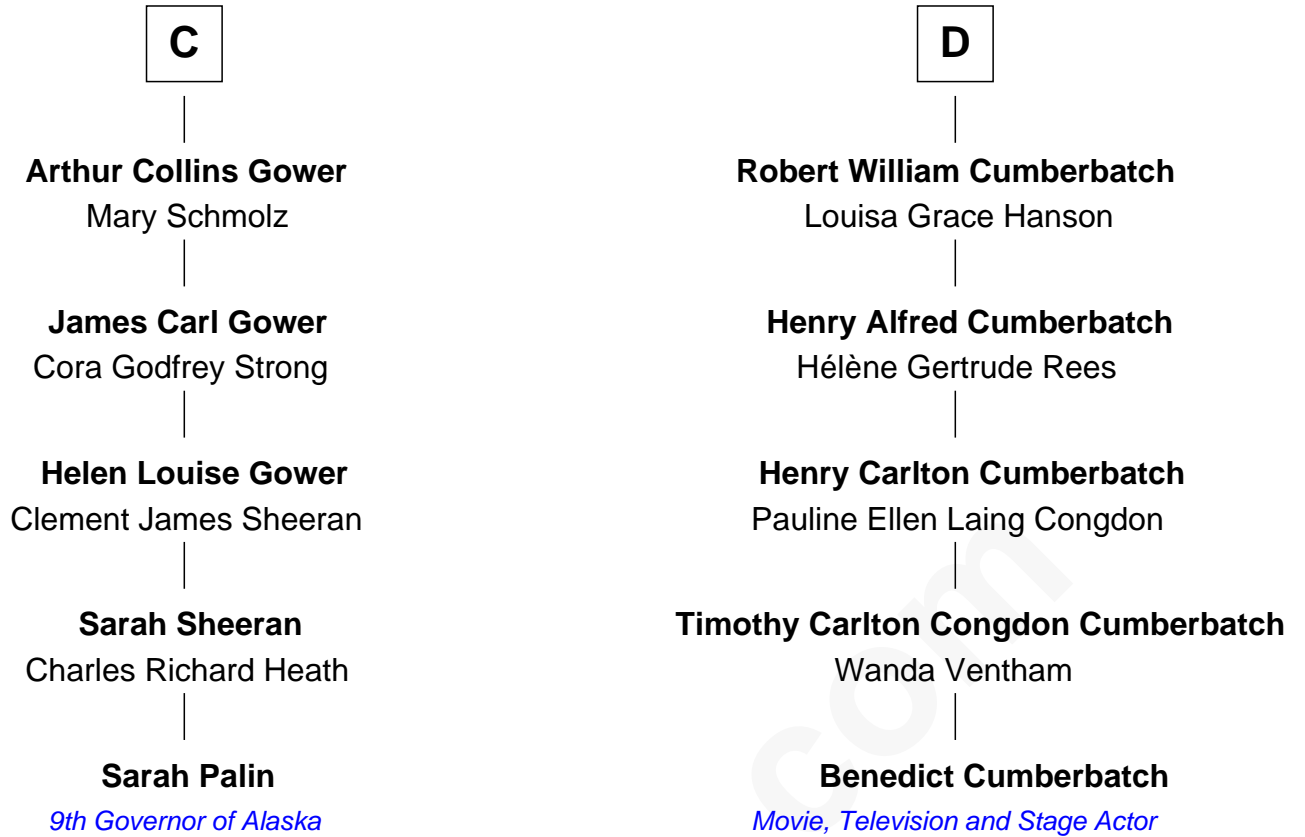 C
Arthur Collins Gower
Mary Schmolz
James Carl Gower
Cora Godfrey Strong
Helen Louise Gower
Clement James Sheeran
Sarah Sheeran
Charles Richard Heath
Sarah Palin
9th Governor of Alaska
D
Robert William Cumberbatch
Louisa Grace Hanson
Henry Alfred Cumberbatch
Hélène Gertrude Rees
Henry Carlton Cumberbatch
Pauline Ellen Laing Congdon
Timothy Carlton Congdon Cumberbatch
Wanda Ventham
Benedict Cumberbatch
Movie, Television and Stage Actor
com